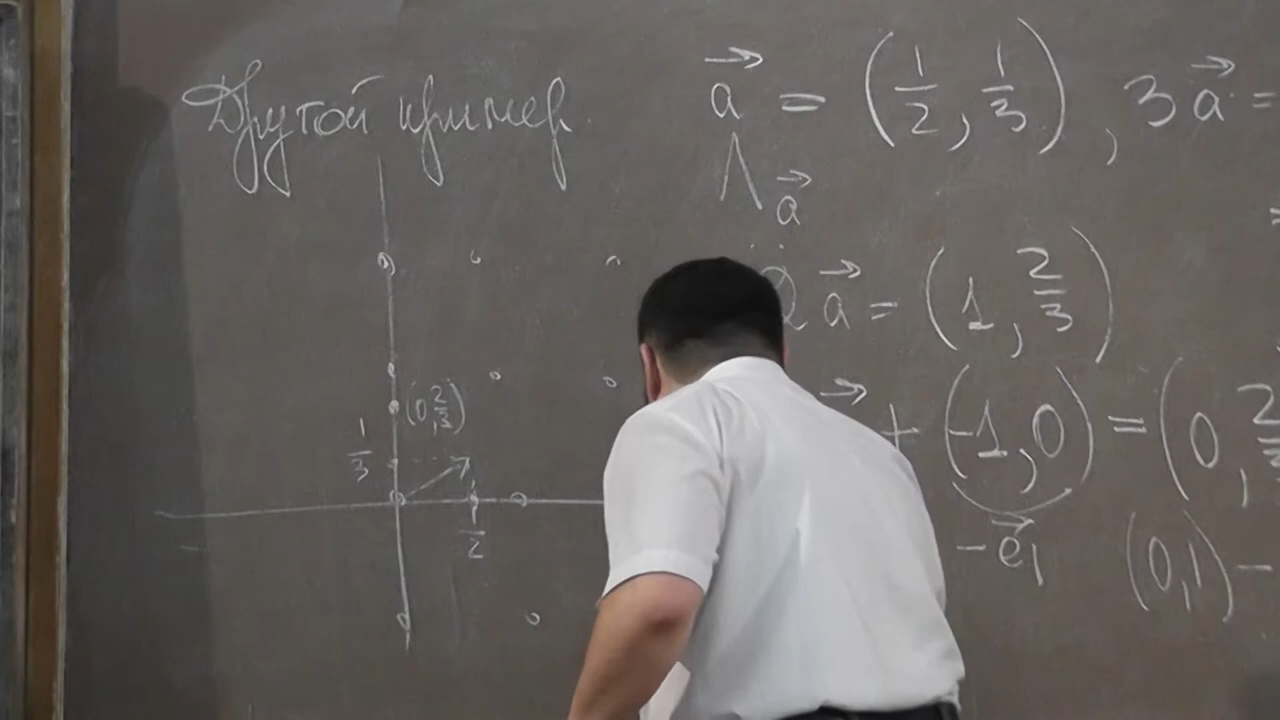 Другой пример.
a⃗ = (1/2, 1/3), 3a⃗ =
Λ_a⃗
2a⃗ = (1, 2/3)
+ (-1, 0) = (0, 2/3
-e⃗₁ (0,1) -
(0, 2/3)
1/3
1/2